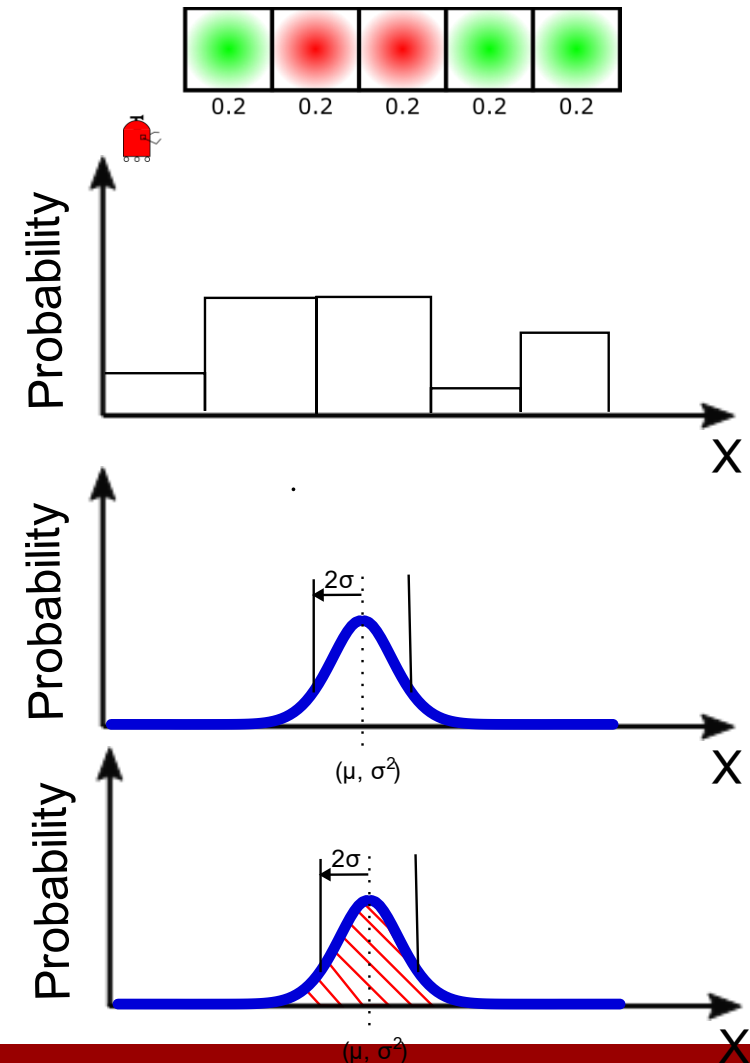 0.2 0.2 0.2 0.2 0.2
Probability
X
Probability
2σ
(μ, σ²)
X
Probability
2σ
(μ, σ²)
X